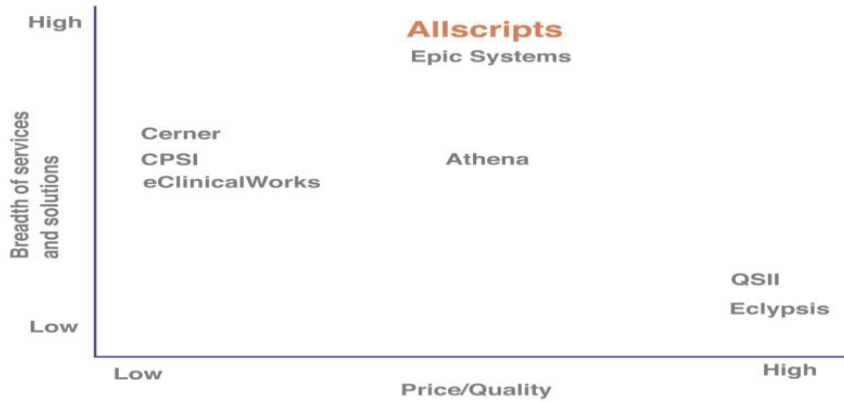 High
Allscripts
Epic Systems
Breadth of services
and solutions
Cerner
CPSI
Athena
eClinicalWorks
QSII
Eclypsis
Low
Low
High
Price/Quality